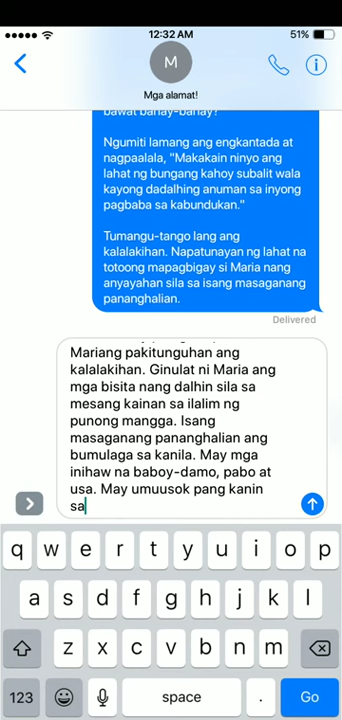 12:32 AM
51%
M
Mga alamat!
bawat bahay-bahay?
Ngumiti lamang ang engkantada at
nagpaalala, "Makakain ninyo ang
lahat ng bungang kahoy subalit wala
kayong dadalhing anuman sa inyong
pagbaba sa kabundukan."
Tumangu-tango lang ang
kalalakihan. Napatunayan ng lahat na
totoong mapagbigay si Maria nang
anyayahan sila sa isang masaganang
pananghalian.
Delivered
Mariang pakitunguhan ang
kalalakihan. Ginulat ni Maria ang
mga bisita nang dalhin sila sa
mesang kainan sa ilalim ng
punong mangga. Isang
masaganang pananghalian ang
bumulaga sa kanila. May mga
inihaw na baboy-damo, pabo at
usa. May umuusok pang kanin
sa
q w e r t y u i o p
a s d f g h j k l
z x c v b n m
123 space . Go